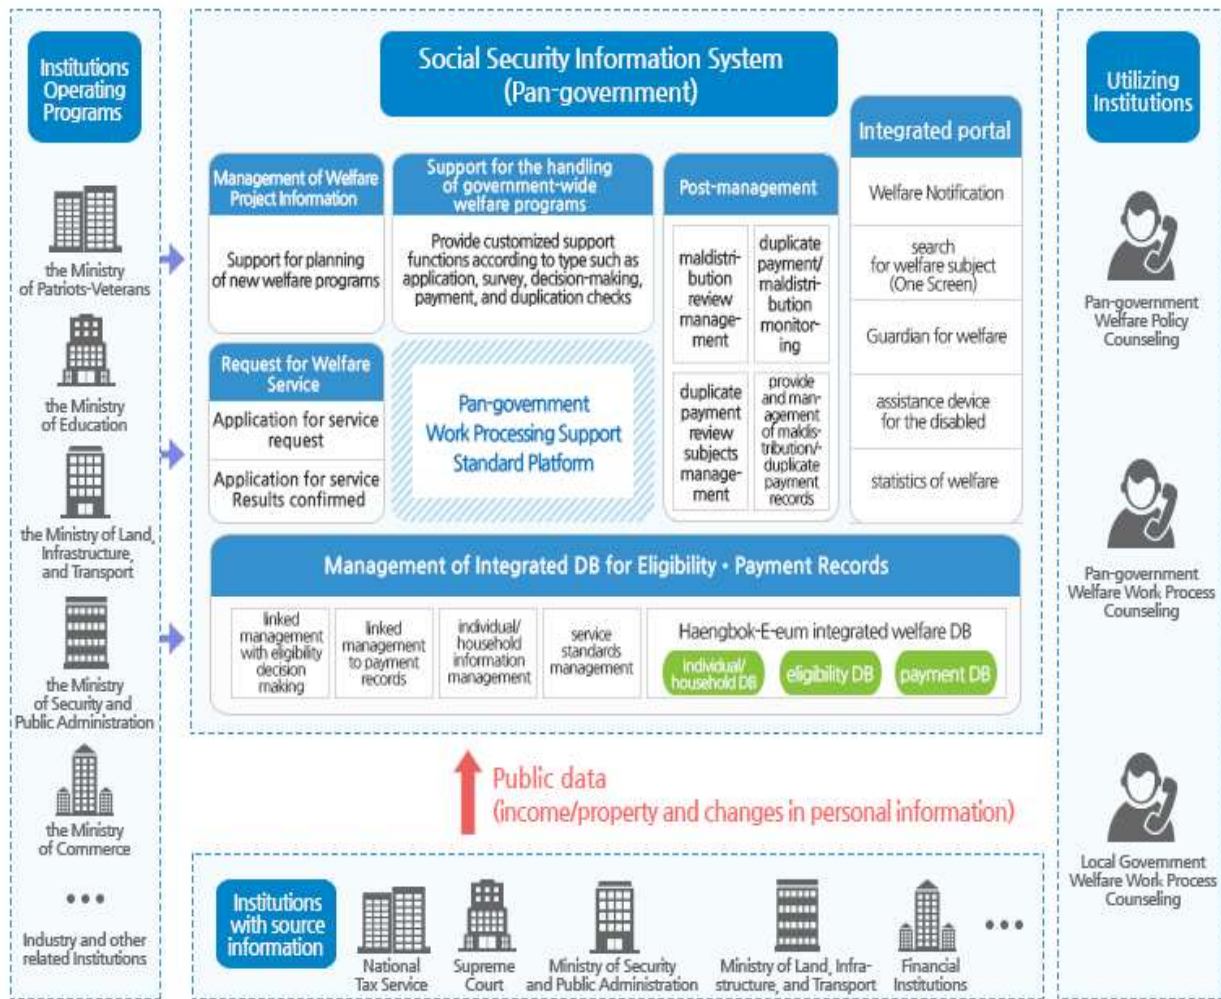 Institutions
Operating
Programs
the Ministry
of Patriots-Veterans
the Ministry
of Education
the Ministry of Land,
Infrastructure,
and Transport
the Ministry
of Security and
Public Administration
the Ministry
of Commerce
Industry and other
related Institutions
Social Security Information System
(Pan-government)
Management of Welfare
Project Information
Support for planning
of new welfare programs
Support for the handling
of government-wide
welfare programs
Provide customized support
functions according to type such as
application, survey, decision-making,
payment, and duplication checks
Request for Welfare
Service
Application for service
request
Application for service
Results confirmed
Pan-government
Work Processing Support
Standard Platform
Post-management
maldistri-
bution
review
manage-
ment
duplicate
payment/
maldistri-
bution
monitor-
ing
duplicate
payment
review
subjects
manage-
ment
provide
and man-
agement
of maldis-
tribution/-
duplicate
payment
records
Integrated portal
Welfare Notification
search
for welfare subject
(One Screen)
Guardian for welfare
assistance device
for the disabled
statistics of welfare
Management of Integrated DB for Eligibility • Payment Records
linked
management
with eligibility
decision
making
linked
management
to payment
records
individual/
household
information
management
service
standards
management
Haengbok-E-eum integrated welfare DB
individual/
household DB
eligibility DB
payment DB
Public data
(income/property and changes in personal information)
Institutions
with source
information
National
Tax Service
Supreme
Court
Ministry of Security
and Public Administration
Ministry of Land, Infra-
structure, and Transport
Financial
Institutions
Utilizing
Institutions
Pan-government
Welfare Policy
Counseling
Pan-government
Welfare Work Process
Counseling
Local Government
Welfare Work Process
Counseling